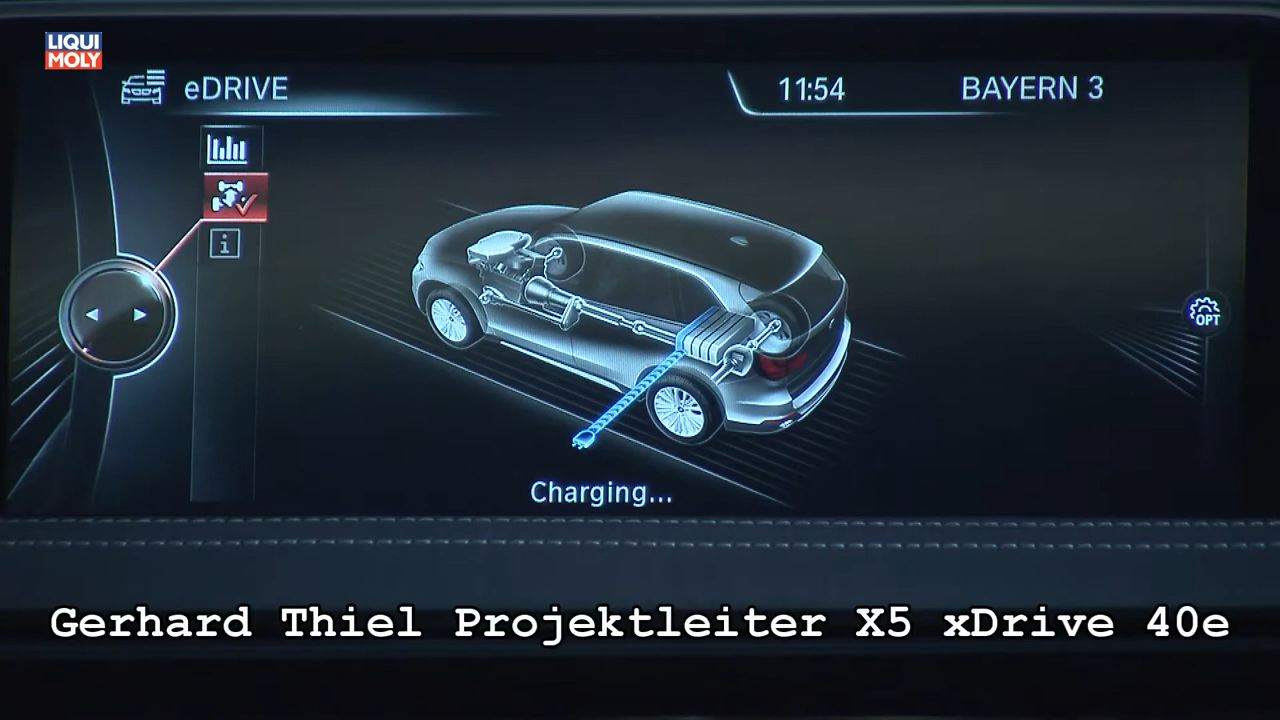 LIQUI
MOLY
eDRIVE
11:54
BAYERN 3
OPT
Charging...
Gerhard Thiel Projektleiter X5 xDrive 40e